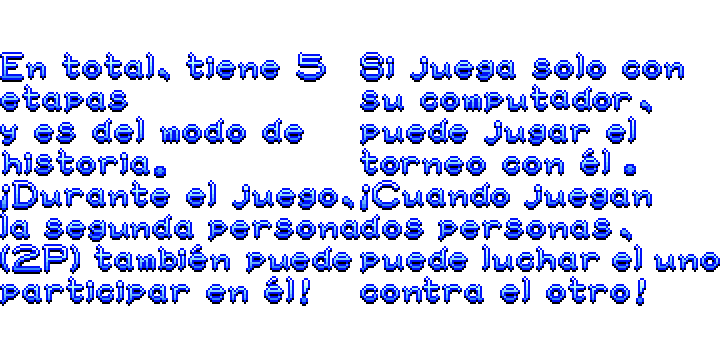 En total, tiene 5
etapas
y es del modo de
historia.
¡Durante el juego,
la segunda persona
(2P) también puede
participar en él!
Si juega solo con
su computador,
puede jugar el
torneo con él .
¡Cuando juegan
dos personas,
puede luchar el uno
contra el otro!